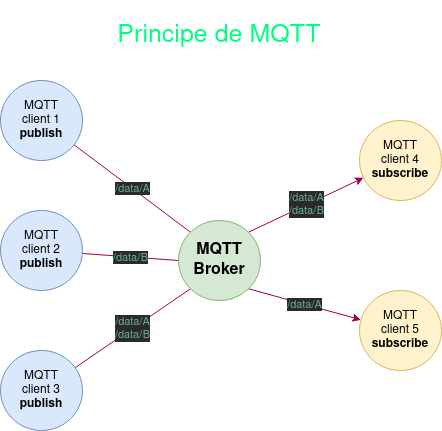 Principe de MQTT
MQTT
client 1
publish
/data/A
MQTT
client 2
publish
/data/B
MQTT
client 3
publish
/data/A
/data/B
MQTT
Broker
/data/A
/data/B
MQTT
client 4
subscribe
/data/A
MQTT
client 5
subscribe